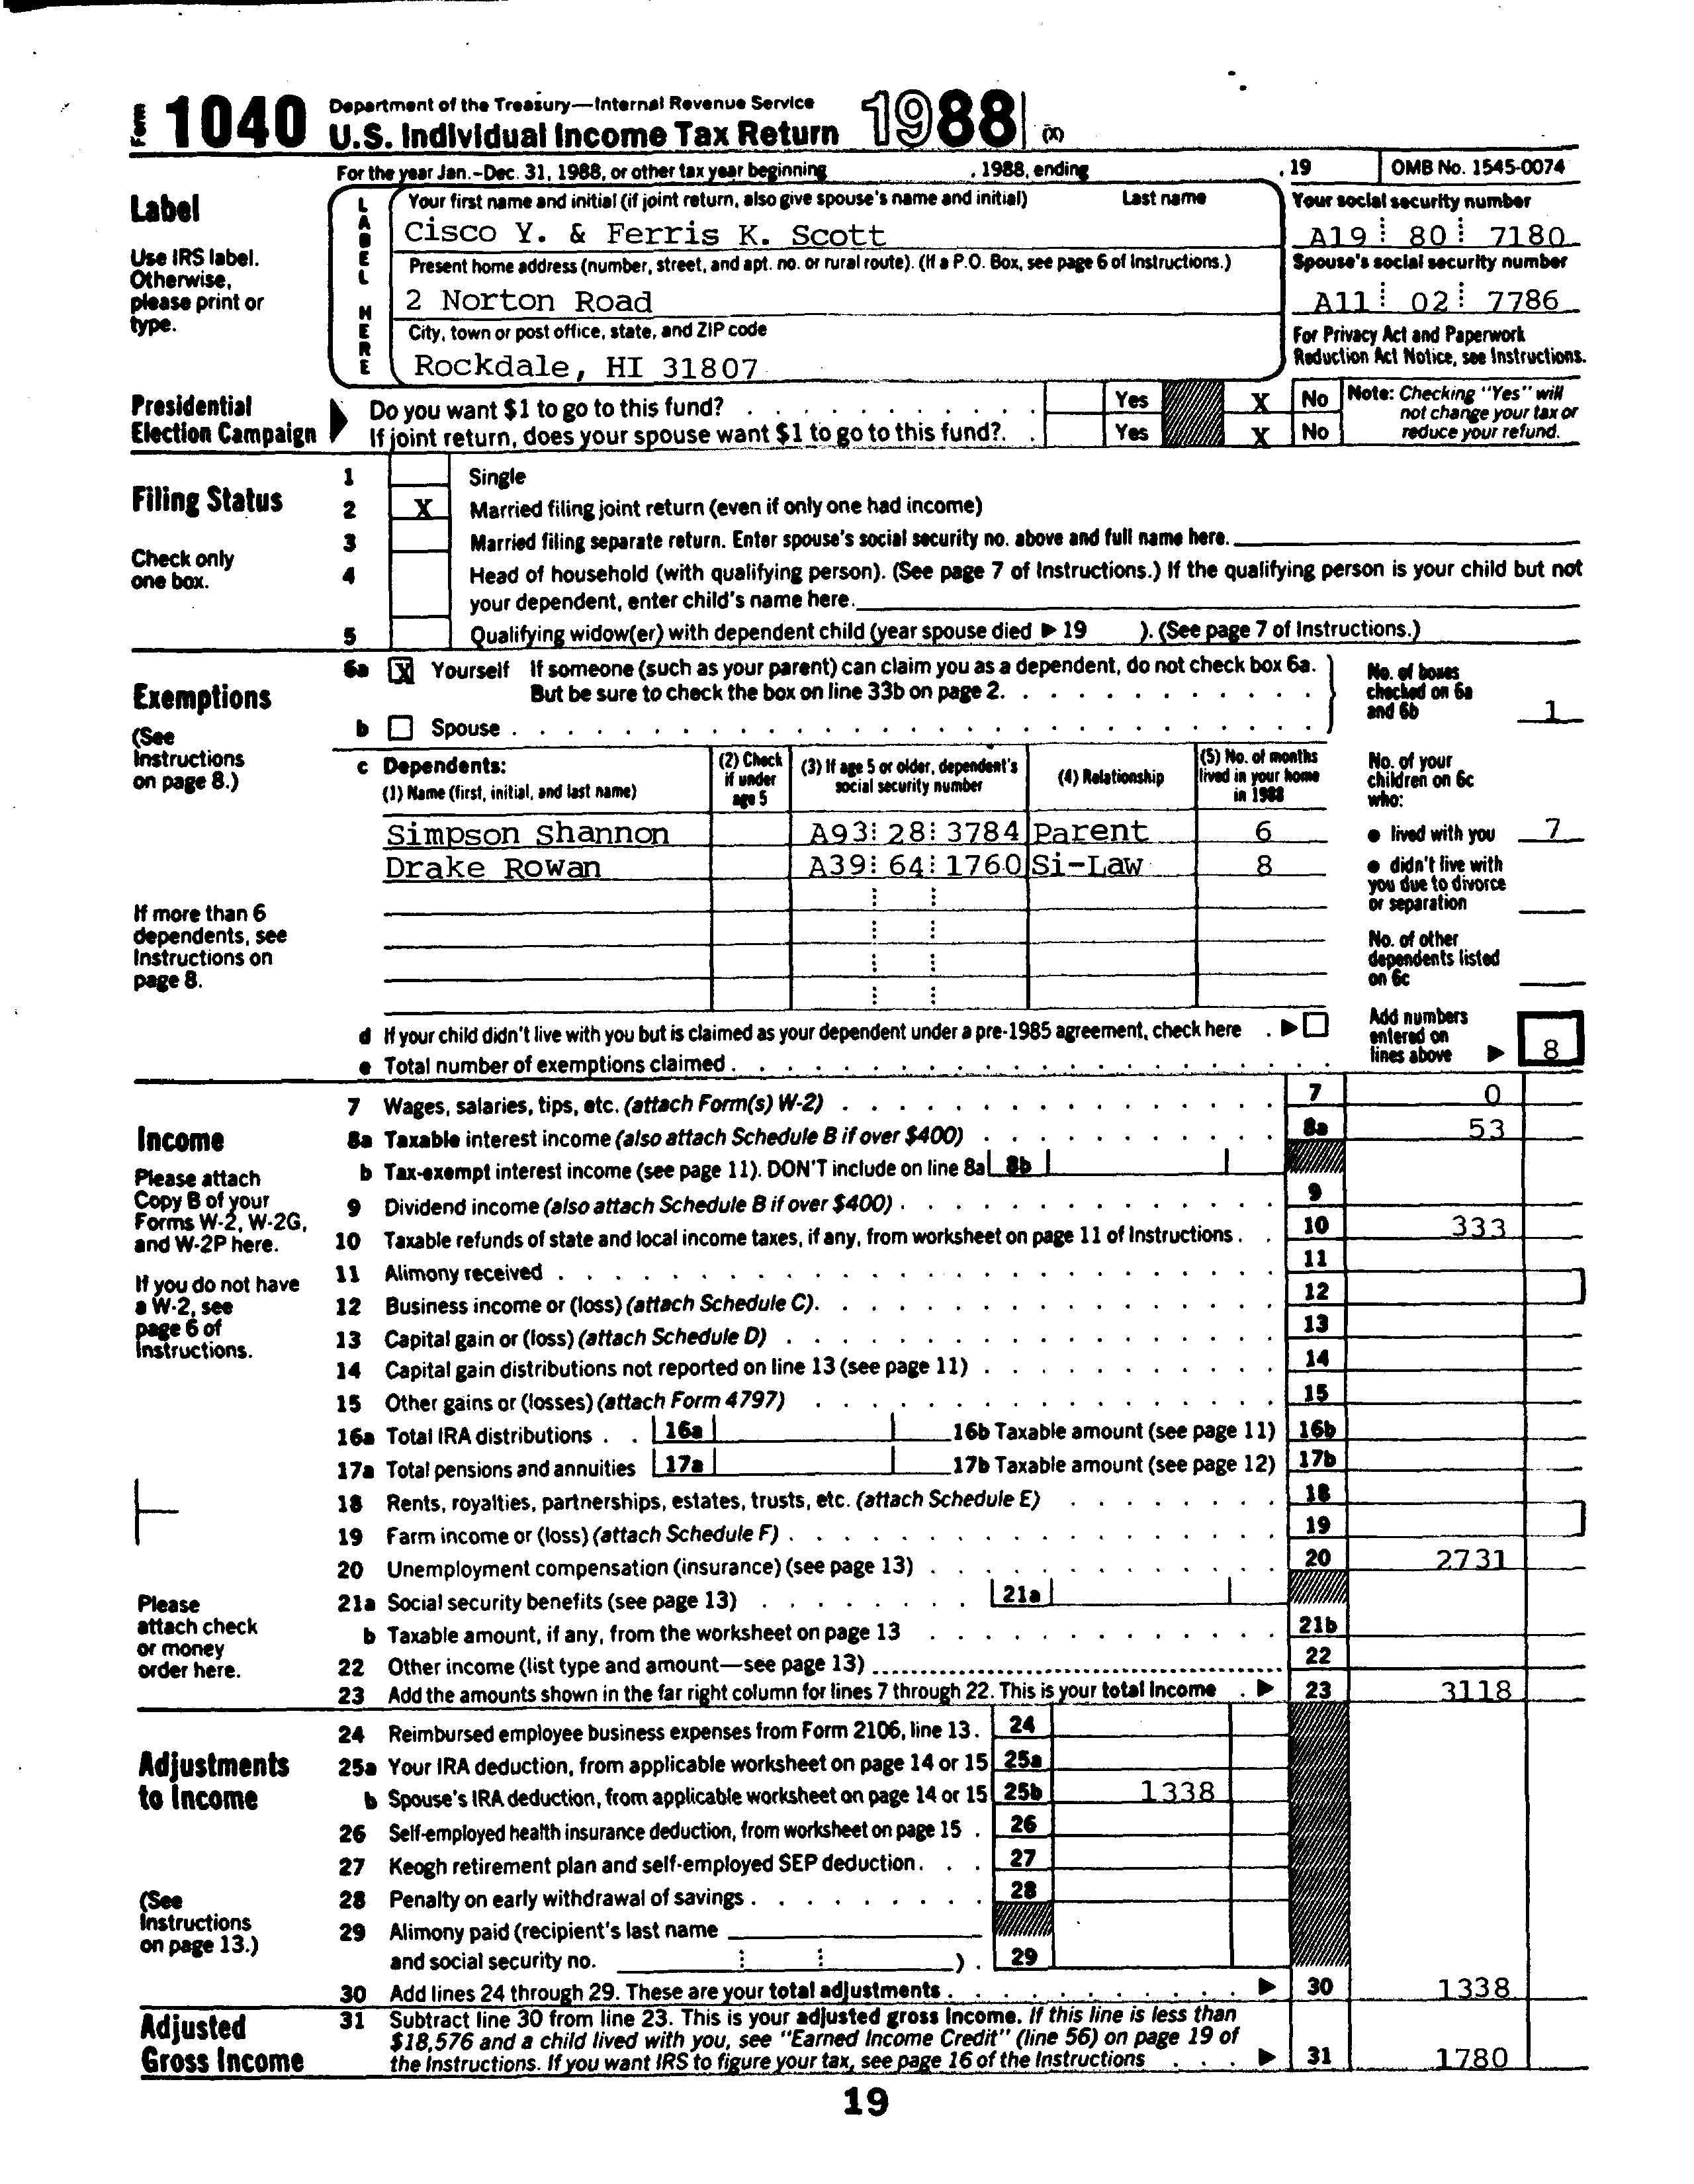 Form 1040 Department of the Treasury—Internal Revenue Service
U.S. Individual Income Tax Return 1988 (X)
For the year Jan.–Dec. 31, 1988, or other tax year beginning , 1988, ending , 19 OMB No. 1545-0074
Label
Use IRS label. Otherwise, please print or type.
LABEL HERE
Your first name and initial (if joint return, also give spouse's name and initial) Last name
Cisco Y. & Ferris K. Scott
Your social security number
A19 80 7180
Present home address (number, street, and apt. no. or rural route). (If a P.O. Box, see page 6 of Instructions.)
2 Norton Road
Spouse's social security number
A11 02 7786
City, town or post office, state, and ZIP code
Rockdale, HI 31807
For Privacy Act and Paperwork Reduction Act Notice, see Instructions.
Presidential Election Campaign
Do you want $1 to go to this fund? Yes X No
If joint return, does your spouse want $1 to go to this fund? Yes X No
Note: Checking "Yes" will not change your tax or reduce your refund.
Filing Status
Check only one box.
1 Single
2 X Married filing joint return (even if only one had income)
3 Married filing separate return. Enter spouse's social security no. above and full name here.
4 Head of household (with qualifying person). (See page 7 of Instructions.) If the qualifying person is your child but not
your dependent, enter child's name here.
5 Qualifying widow(er) with dependent child (year spouse died ▶ 19 ). (See page 7 of Instructions.)
Exemptions
(See Instructions on page 8.)
6a X Yourself If someone (such as your parent) can claim you as a dependent, do not check box 6a.
But be sure to check the box on line 33b on page 2.
b Spouse
No. of boxes checked on 6a and 6b 1
c Dependents:
(1) Name (first, initial, and last name) (2) Check if under age 5 (3) If age 5 or older, dependent's social security number (4) Relationship (5) No. of months lived in your home in 1988
Simpson Shannon A93 28 3784 Parent 6
Drake Rowan A39 64 1760 Si-Law 8
No. of your children on 6c who:
● lived with you 7
● didn't live with you due to divorce or separation
No. of other dependents listed on 6c
If more than 6 dependents, see Instructions on page 8.
d If your child didn't live with you but is claimed as your dependent under a pre-1985 agreement, check here ▶
e Total number of exemptions claimed
Add numbers entered on lines above ▶ 8
Income
Please attach Copy B of your Forms W-2, W-2G, and W-2P here.
If you do not have a W-2, see page 6 of Instructions.
Please attach check or money order here.
7 Wages, salaries, tips, etc. (attach Form(s) W-2) 7 0
8a Taxable interest income (also attach Schedule B if over $400) 8a 53
b Tax-exempt interest income (see page 11). DON'T include on line 8a 8b
9 Dividend income (also attach Schedule B if over $400) 9
10 Taxable refunds of state and local income taxes, if any, from worksheet on page 11 of Instructions 10 333
11 Alimony received 11
12 Business income or (loss) (attach Schedule C) 12
13 Capital gain or (loss) (attach Schedule D) 13
14 Capital gain distributions not reported on line 13 (see page 11) 14
15 Other gains or (losses) (attach Form 4797) 15
16a Total IRA distributions 16a 16b Taxable amount (see page 11) 16b
17a Total pensions and annuities 17a 17b Taxable amount (see page 12) 17b
18 Rents, royalties, partnerships, estates, trusts, etc. (attach Schedule E) 18
19 Farm income or (loss) (attach Schedule F) 19
20 Unemployment compensation (insurance) (see page 13) 20 2731
21a Social security benefits (see page 13) 21a
b Taxable amount, if any, from the worksheet on page 13 21b
22 Other income (list type and amount—see page 13) 22
23 Add the amounts shown in the far right column for lines 7 through 22. This is your total income ▶ 23 3118
Adjustments to Income
(See Instructions on page 13.)
24 Reimbursed employee business expenses from Form 2106, line 13. 24
25a Your IRA deduction, from applicable worksheet on page 14 or 15 25a
b Spouse's IRA deduction, from applicable worksheet on page 14 or 15 25b 1338
26 Self-employed health insurance deduction, from worksheet on page 15 26
27 Keogh retirement plan and self-employed SEP deduction 27
28 Penalty on early withdrawal of savings 28
29 Alimony paid (recipient's last name
and social security no. ) 29
30 Add lines 24 through 29. These are your total adjustments ▶ 30 1338
Adjusted Gross Income
31 Subtract line 30 from line 23. This is your adjusted gross income. If this line is less than
$18,576 and a child lived with you, see "Earned Income Credit" (line 56) on page 19 of
the Instructions. If you want IRS to figure your tax, see page 16 of the Instructions ▶ 31 1780
19